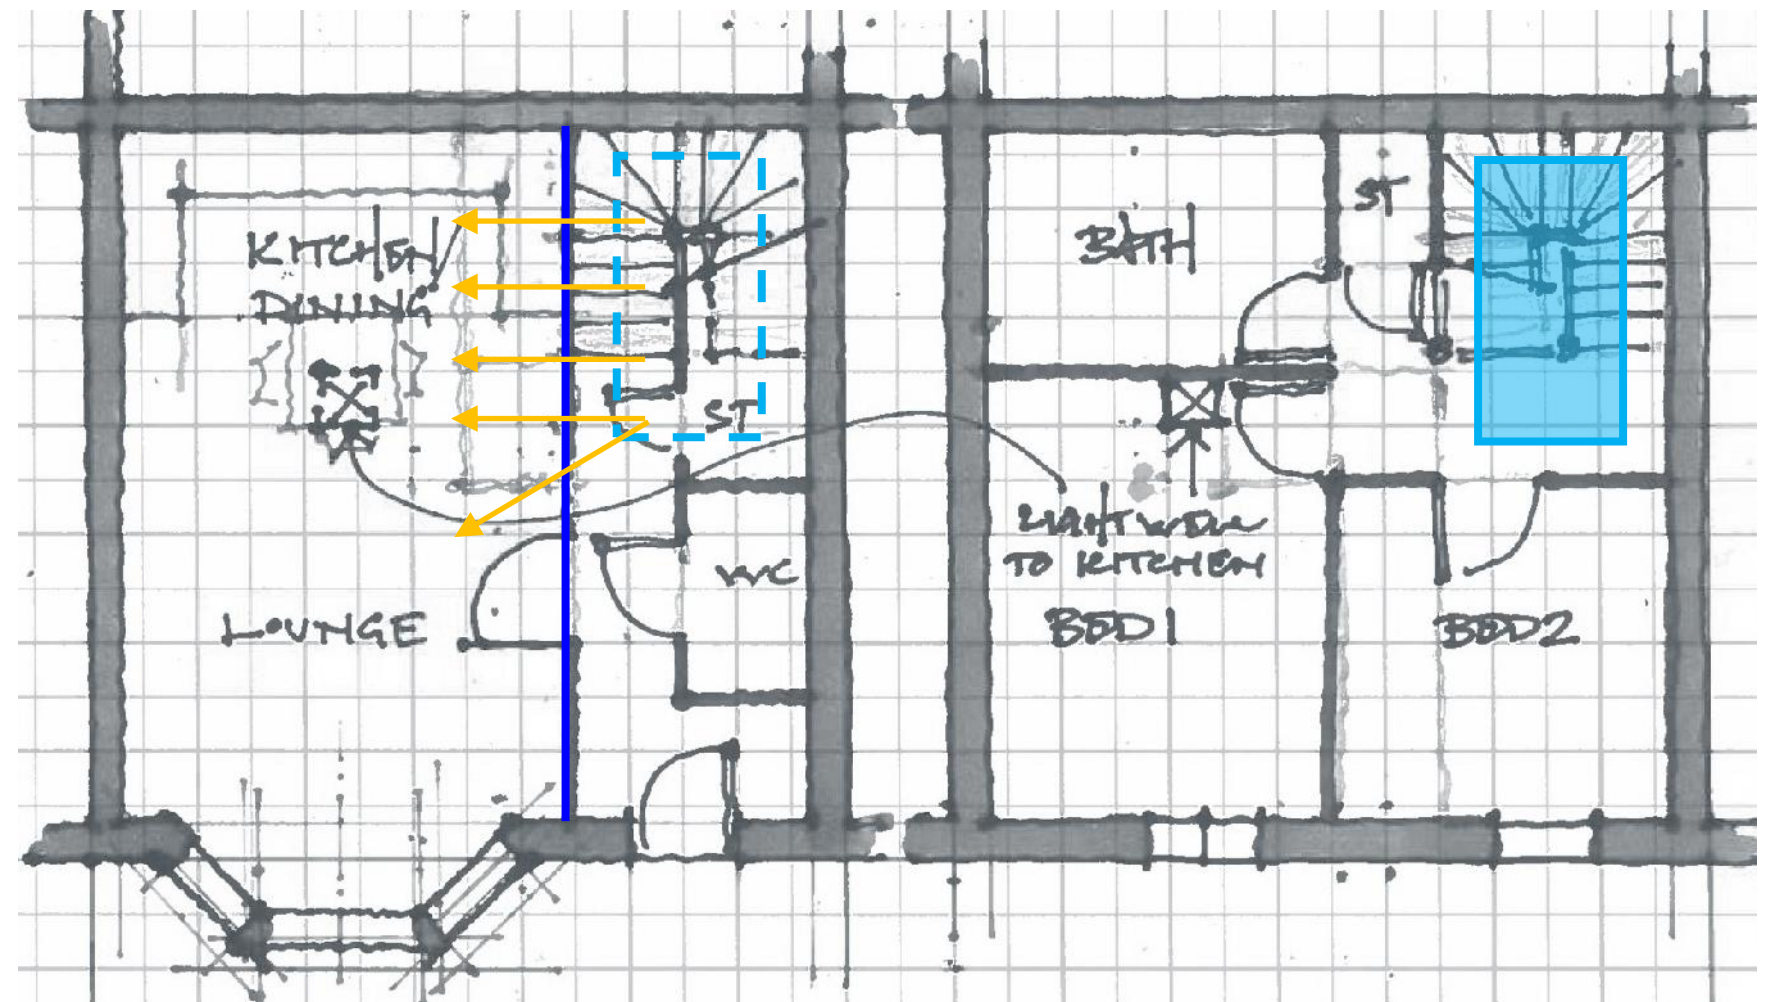 KITCHEN
DINING
ST
WC
LOUNGE
BATH
ST
LIGHTWELL
TO KITCHEN
BED 1
BED 2